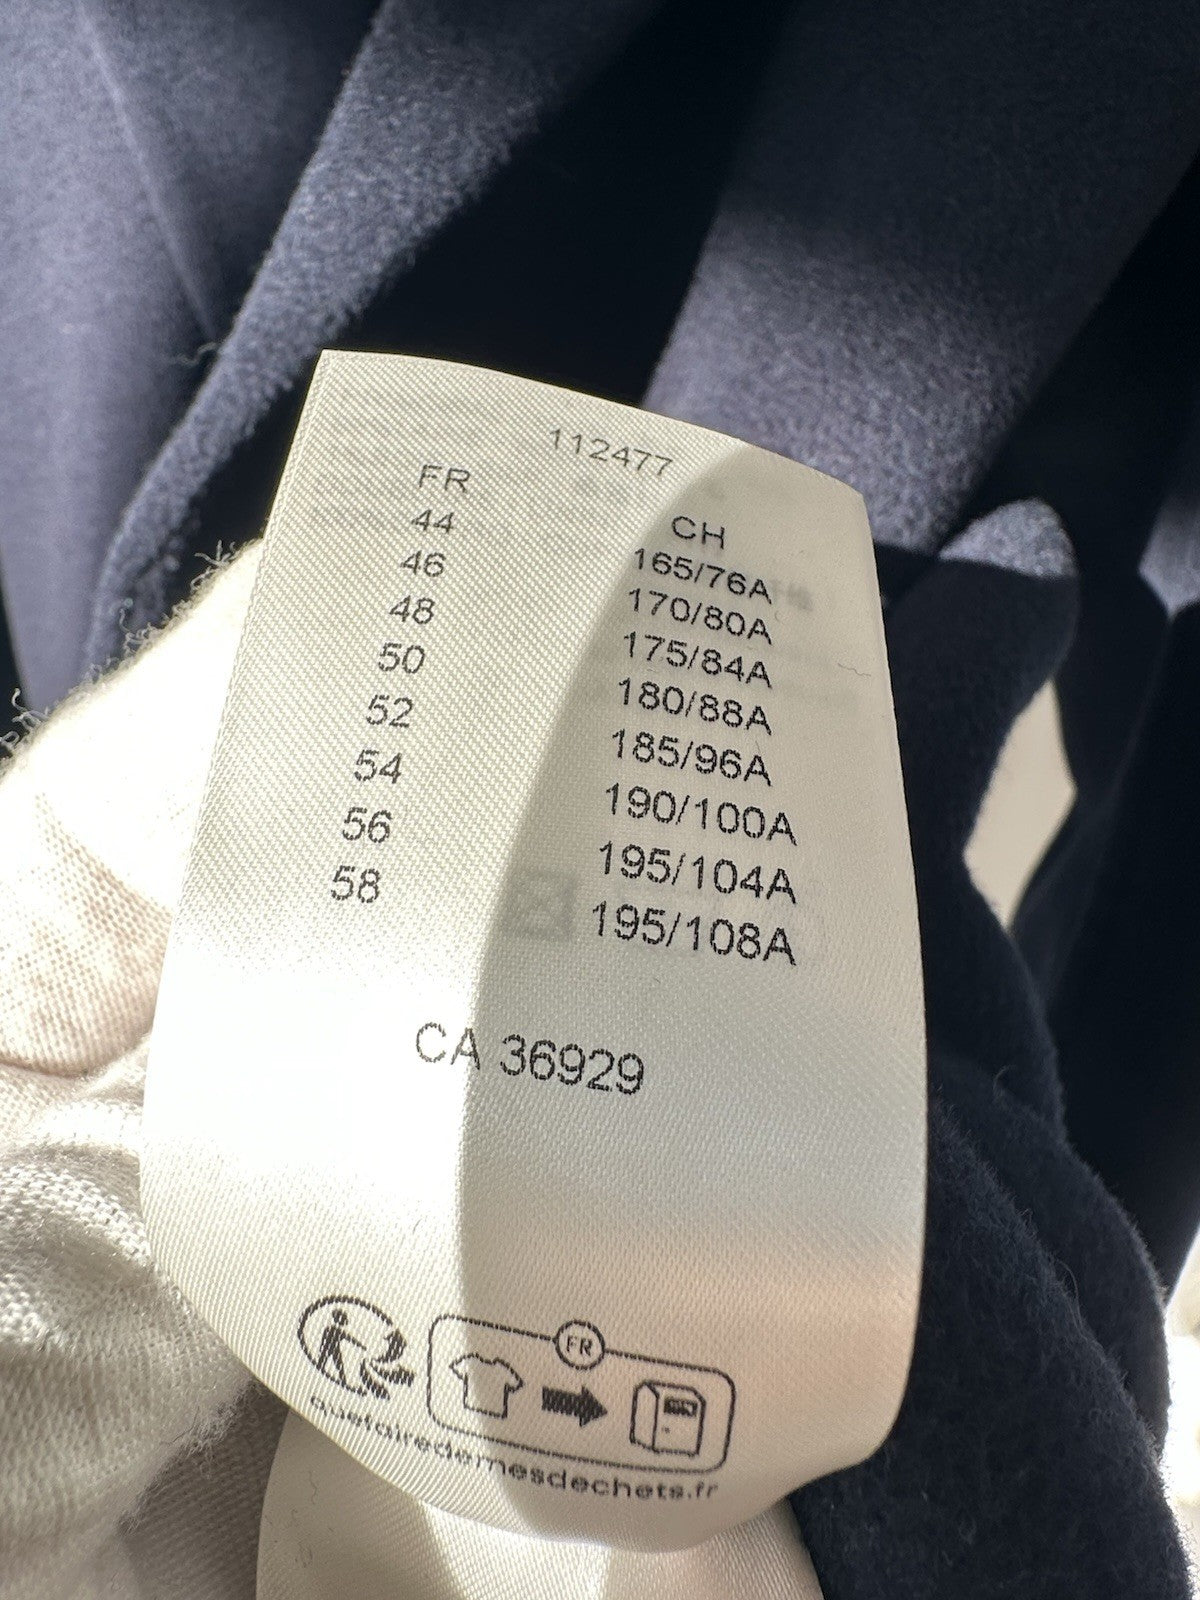 112477
FR CH
44 165/76A
46 170/80A
48 175/84A
50 180/88A
52 185/96A
54 190/100A
56 195/104A
58 195/108A
CA 36929
FR
quefairedemesdechets.fr